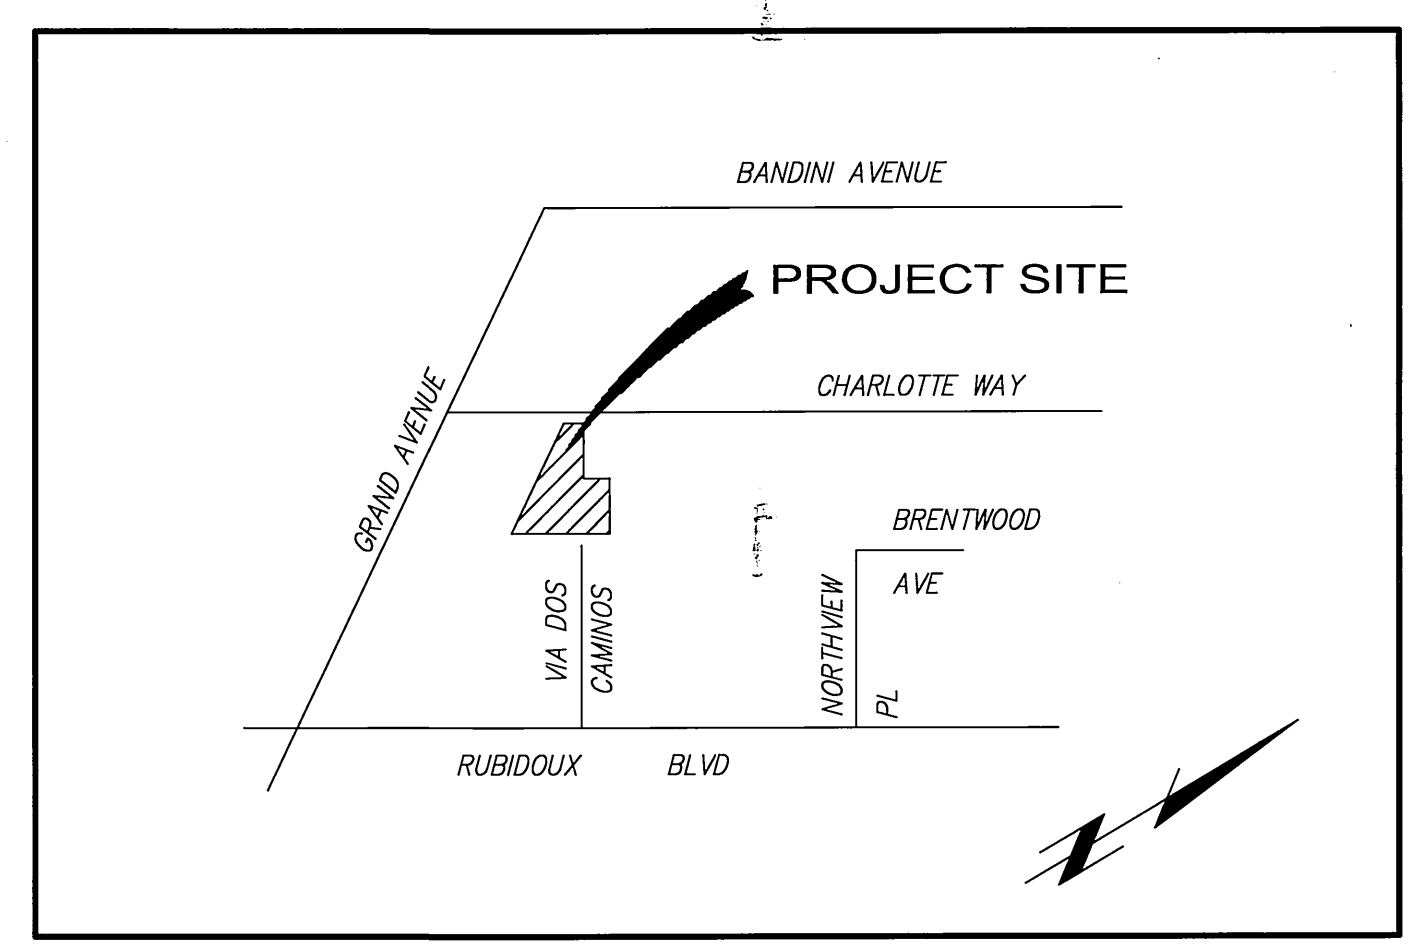 BANDINI AVENUE
PROJECT SITE
CHARLOTTE WAY
GRAND AVENUE
BRENTWOOD
AVE
VIA DOS
CAMINOS
NORTHVIEW
PL
RUBIDOUX BLVD
N